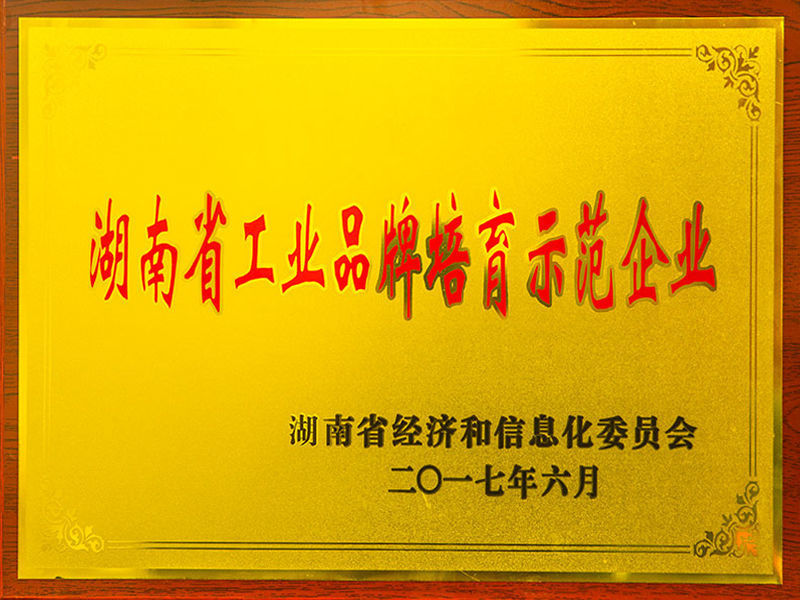 湖南省工业品牌培育示范企业
湖南省经济和信息化委员会
二〇一七年六月